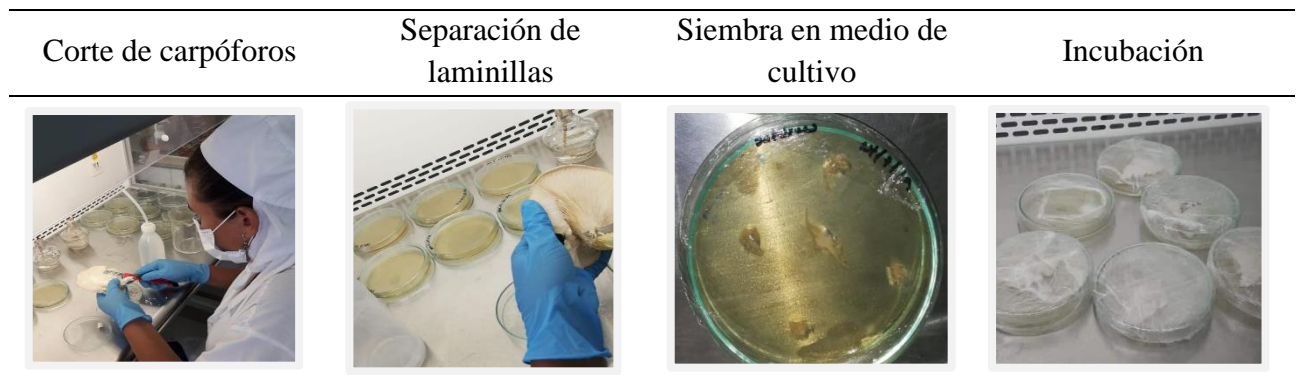 Corte de carpóforos
Separación de
laminillas
Siembra en medio de
cultivo
Incubación